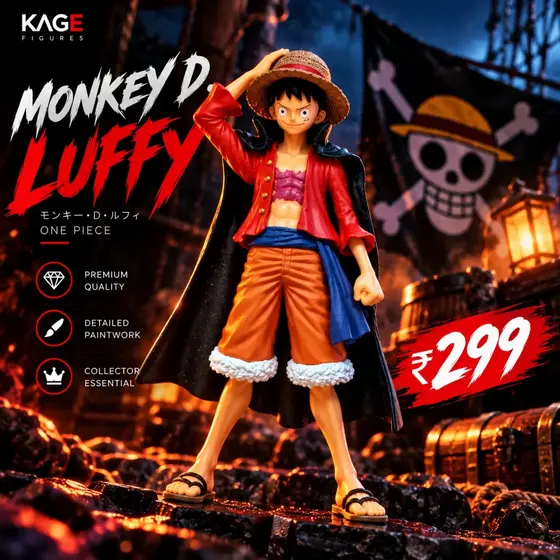 KAGE
FIGURES
MONKEY D.
LUFFY
モンキー・D・ルフィ
ONE PIECE
PREMIUM
QUALITY
DETAILED
PAINTWORK
COLLECTOR
ESSENTIAL
₹299